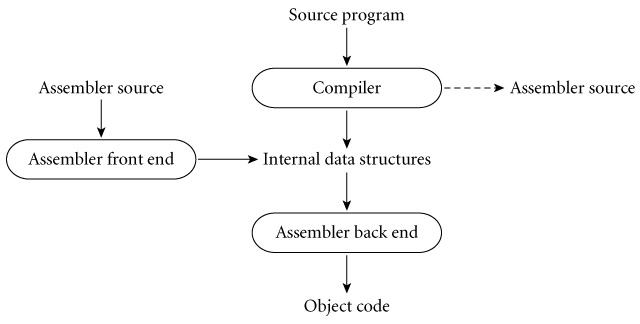 Source program
Assembler source
Compiler
Assembler source
Assembler front end
Internal data structures
Assembler back end
Object code